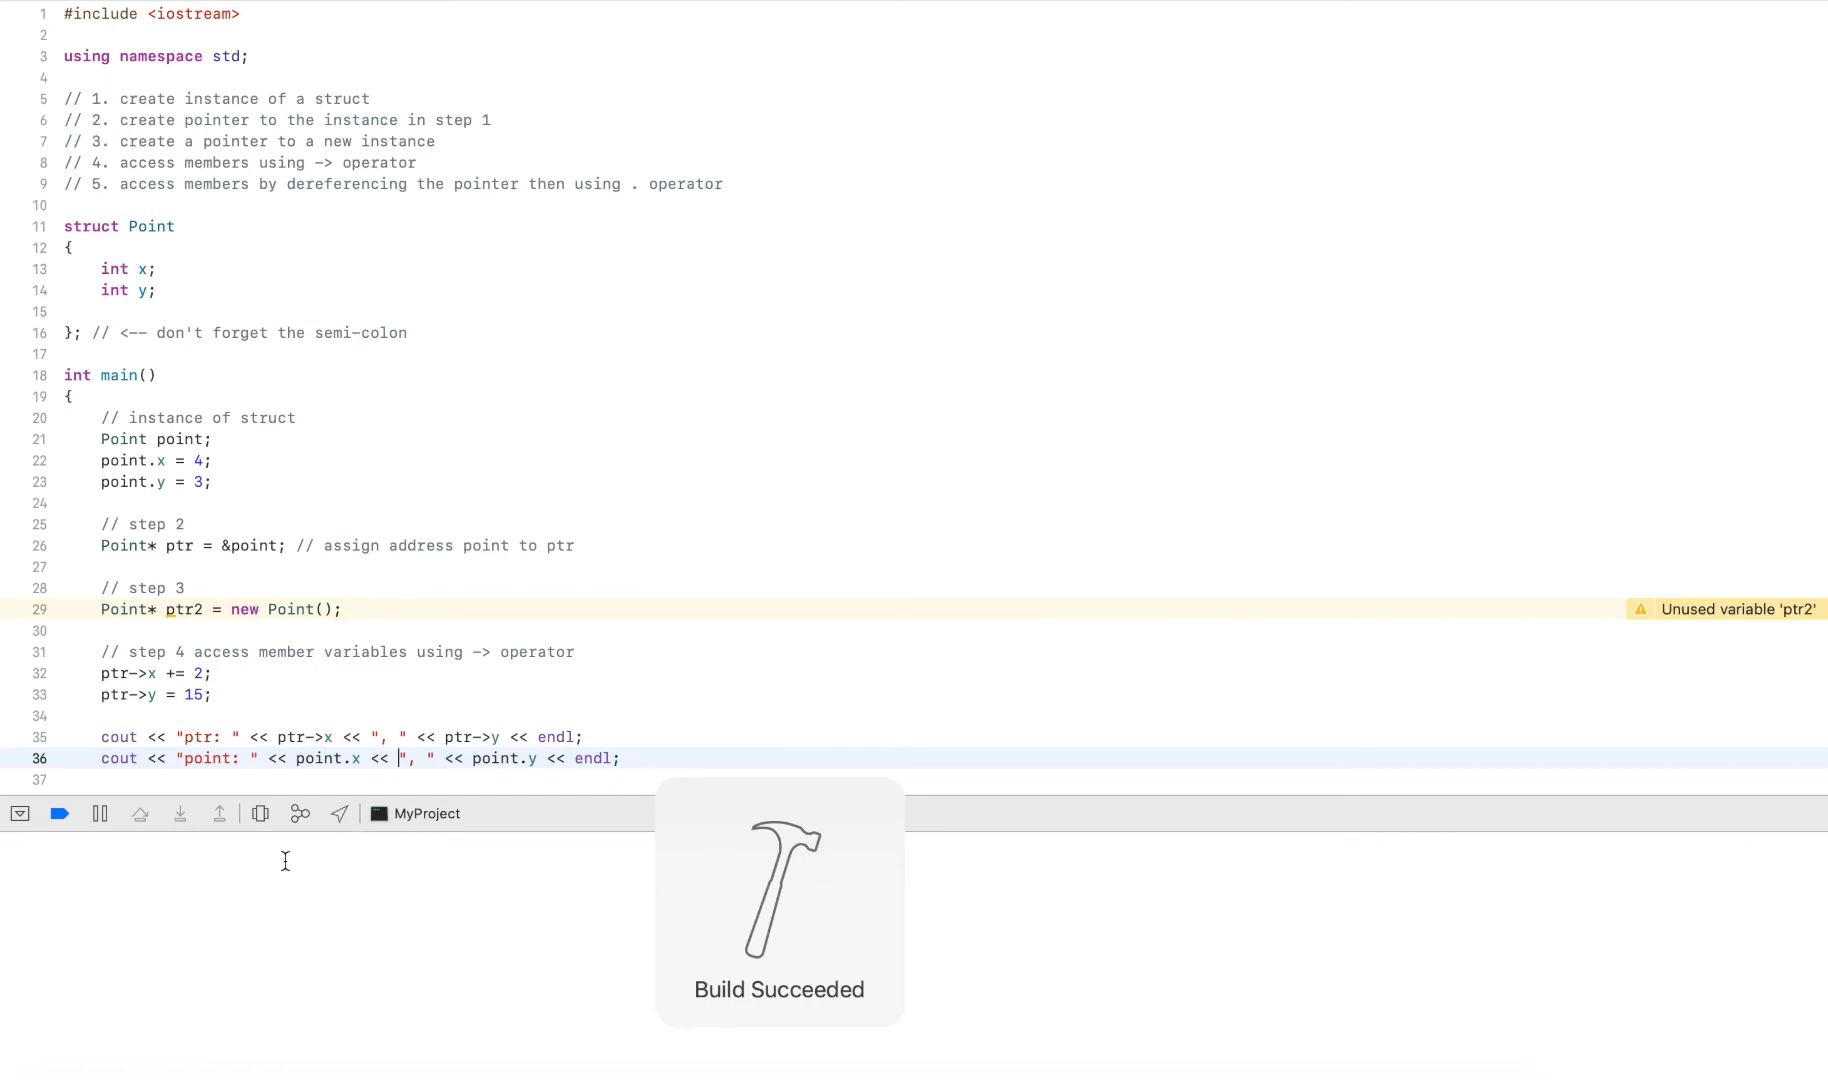 1 #include <iostream>
2
3 using namespace std;
4
5 // 1. create instance of a struct
6 // 2. create pointer to the instance in step 1
7 // 3. create a pointer to a new instance
8 // 4. access members using -> operator
9 // 5. access members by dereferencing the pointer then using . operator
10
11 struct Point
12 {
13     int x;
14     int y;
15
16 }; // <-- don't forget the semi-colon
17
18 int main()
19 {
20     // instance of struct
21     Point point;
22     point.x = 4;
23     point.y = 3;
24
25     // step 2
26     Point* ptr = &point; // assign address point to ptr
27
28     // step 3
29     Point* ptr2 = new Point(); Unused variable 'ptr2'
30
31     // step 4 access member variables using -> operator
32     ptr->x += 2;
33     ptr->y = 15;
34
35     cout << "ptr: " << ptr->x << ", " << ptr->y << endl;
36     cout << "point: " << point.x << ", " << point.y << endl;
37
MyProject
Build Succeeded